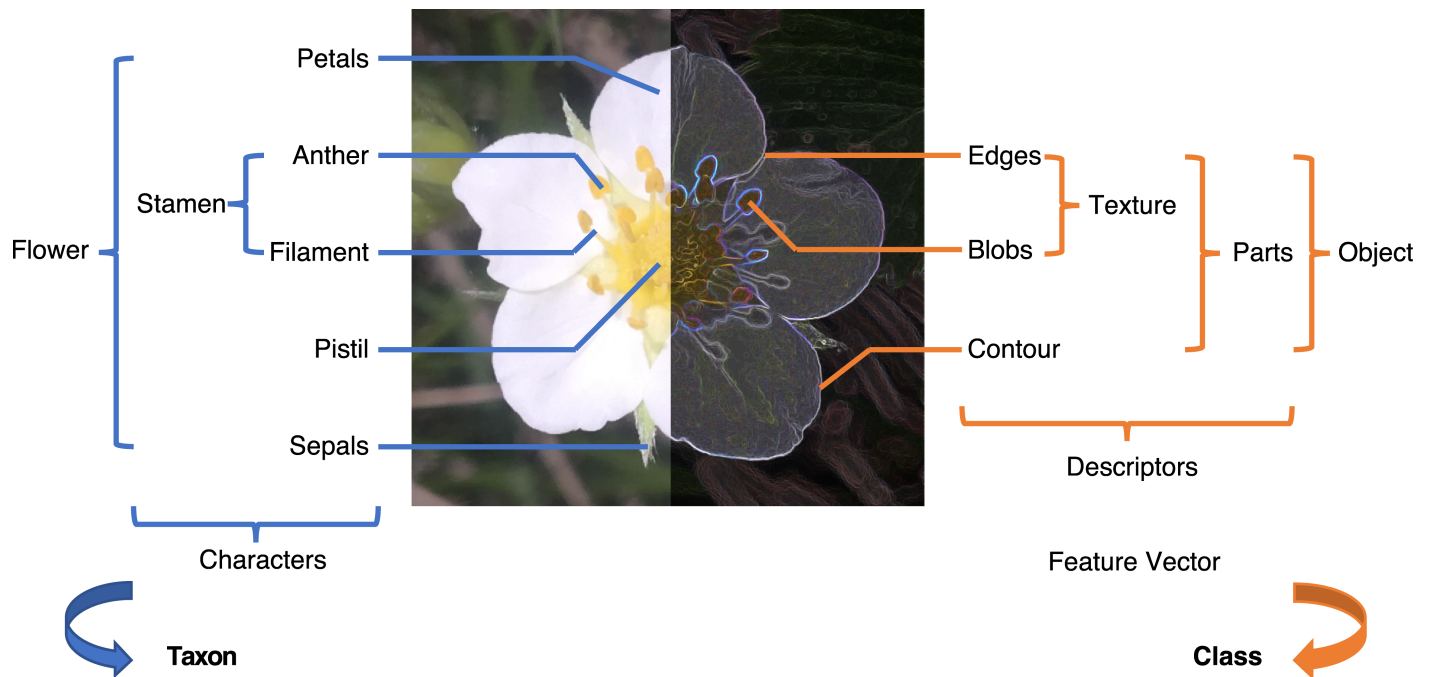 Petals
Anther
Edges
Stamen
Texture
Flower
Filament
Blobs
Parts
Object
Pistil
Contour
Sepals
Descriptors
Characters
Feature Vector
Taxon
Class